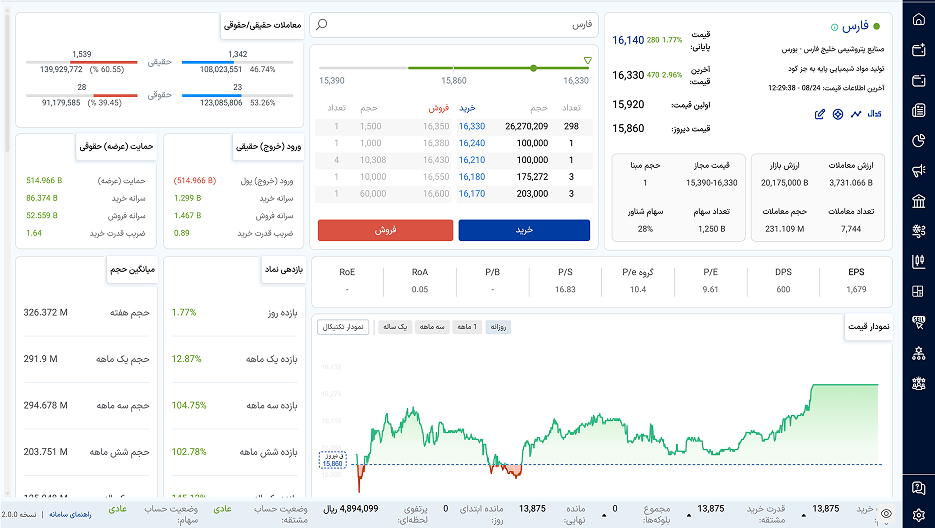 فارس
صنایع پتروشیمی خلیج فارس - بورس
تولید مواد شیمیایی پایه به جز کود
آخرین اطلاعات قیمت: 08/24 - 12:29:38
کدال
قیمت پایانی: 1.77% 280 16,140
آخرین قیمت: 2.96% 470 16,330
اولین قیمت: 15,920
قیمت دیروز: 15,860
ارزش معاملات ارزش بازار
3,731.066 B 20,175,000 B
تعداد معاملات حجم معاملات
7,744 231.109 M
قیمت مجاز حجم مبنا
15,390-16,330 1
تعداد سهام سهام شناور
1,250 B 28%
فارس
15,390 15,860 16,330
تعداد حجم خرید فروش حجم تعداد
298 26,270,209 16,330 16,350 1,500 1
1 100,000 16,240 16,380 1,000 1
1 100,000 16,210 16,430 10,308 4
3 175,272 16,180 16,550 10,000 1
3 203,000 16,170 16,600 60,000 1
خرید فروش
معاملات حقیقی/حقوقی
1,342 حقیقی 1,539
46.74% 108,023,551 (60.55 %) 139,929,772
23 حقوقی 28
53.26% 123,085,806 (39.45 %) 91,179,585
ورود (خروج) حقیقی
ورود (خروج) پول (514.966 B)
سرانه خرید 1.299 B
سرانه فروش 1.467 B
ضریب قدرت خرید 0.89
حمایت (عرضه) حقوقی
حمایت (عرضه) 514.966 B
سرانه خرید 86.374 B
سرانه فروش 52.559 B
ضریب قدرت خرید 1.64
EPS DPS P/E گروه P/e P/S P/B RoA RoE
1,679 600 9.61 10.4 16.83 - 0.05 -
بازدهی نماد
بازده روز 1.77%
بازده یک ماهه 12.87%
بازده سه ماهه 104.75%
بازده شش ماهه 102.78%
میانگین حجم
حجم هفته 326.372 M
حجم یک ماهه 291.9 M
حجم سه ماهه 294.678 M
حجم شش ماهه 203.751 M
نمودار قیمت
روزانه 1 ماهه سه ماهه یک ساله نمودار تکنیکال
15,860
خرید 13,875
قدرت خرید مشتقه: 13,875
مجموع بلوکه‌ها: 0
مانده نهایی: 13,875
مانده ابتدای روز: 0
پرتفوی لحظه‌ای: 4,894,099 ریال
وضعیت حساب مشتقه: عادی
وضعیت حساب سهام: عادی
راهنمای سامانه
نسخه 2.0.0